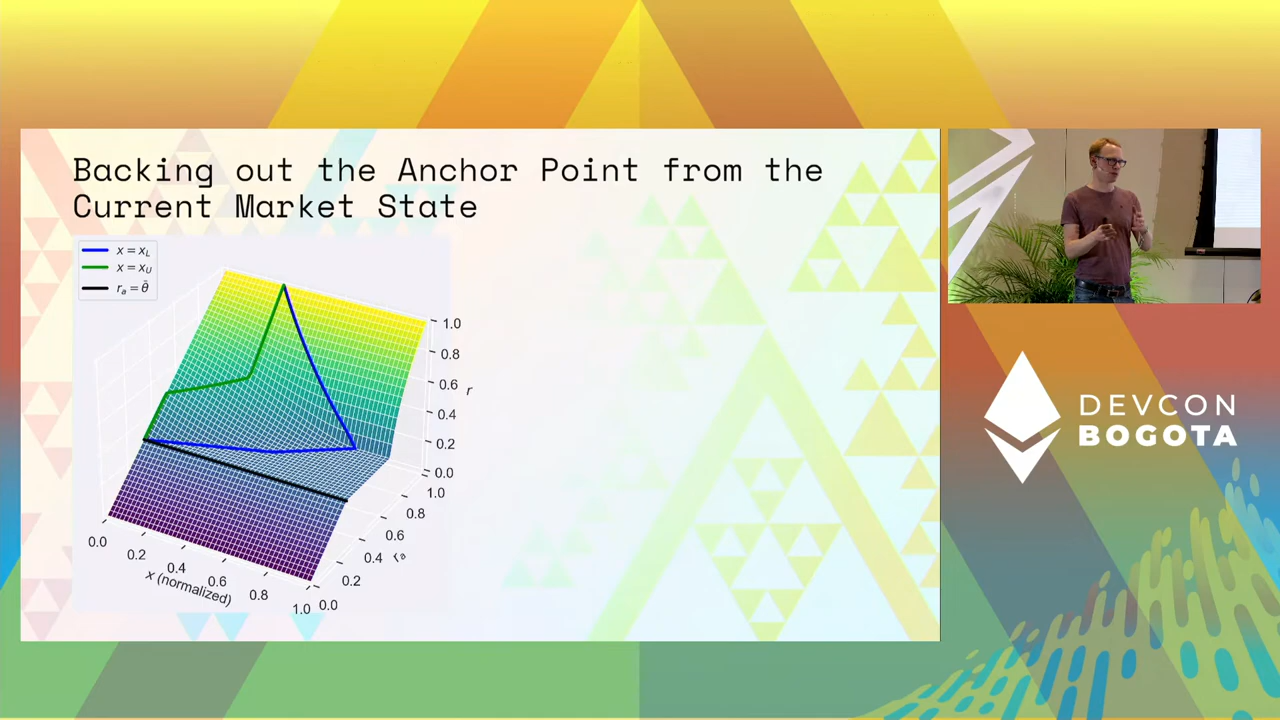 Backing out the Anchor Point from the
Current Market State
x = x_L
x = x_U
r_a = θ̂
1.0
0.8
0.6
0.4
0.2
0.0
r
1.0
0.8
0.6
0.4
0.2
0.0
r_a
0.0
0.2
0.4
0.6
0.8
1.0
x (normalized)
DEVCON
BOGOTA